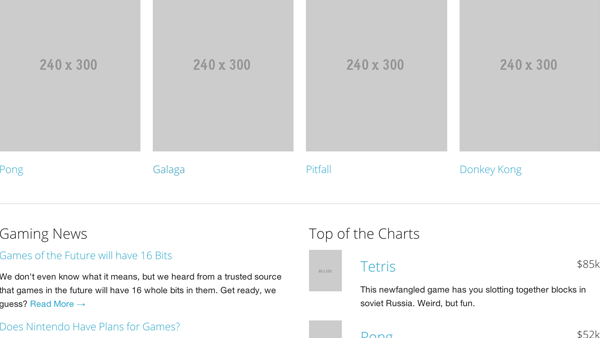 240 x 300
240 x 300
240 x 300
240 x 300
Pong
Galaga
Pitfall
Donkey Kong
Gaming News
Games of the Future will have 16 Bits
We don't even know what it means, but we heard from a trusted source
that games in the future will have 16 whole bits in them. Get ready, we
guess? Read More →
Does Nintendo Have Plans for Games?
Top of the Charts
Tetris
$85k
This newfangled game has you slotting together blocks in
soviet Russia. Weird, but fun.
Pong
$52k